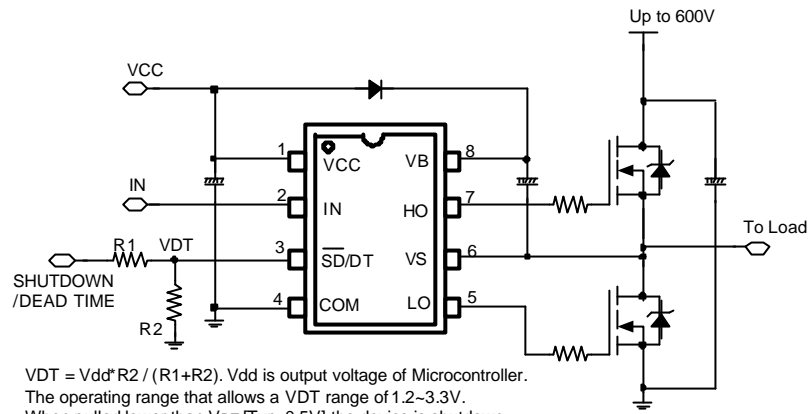 Up to 600V
VCC
1
VCC
VB
8
IN
2
IN
HO
7
To Load
R1
VDT
3
SD/DT
VS
6
SHUTDOWN
/DEAD TIME
4
COM
LO
5
R2
VDT = Vdd*R2 / (R1+R2). Vdd is output voltage of Microcontroller.
The operating range that allows a VDT range of 1.2~3.3V.